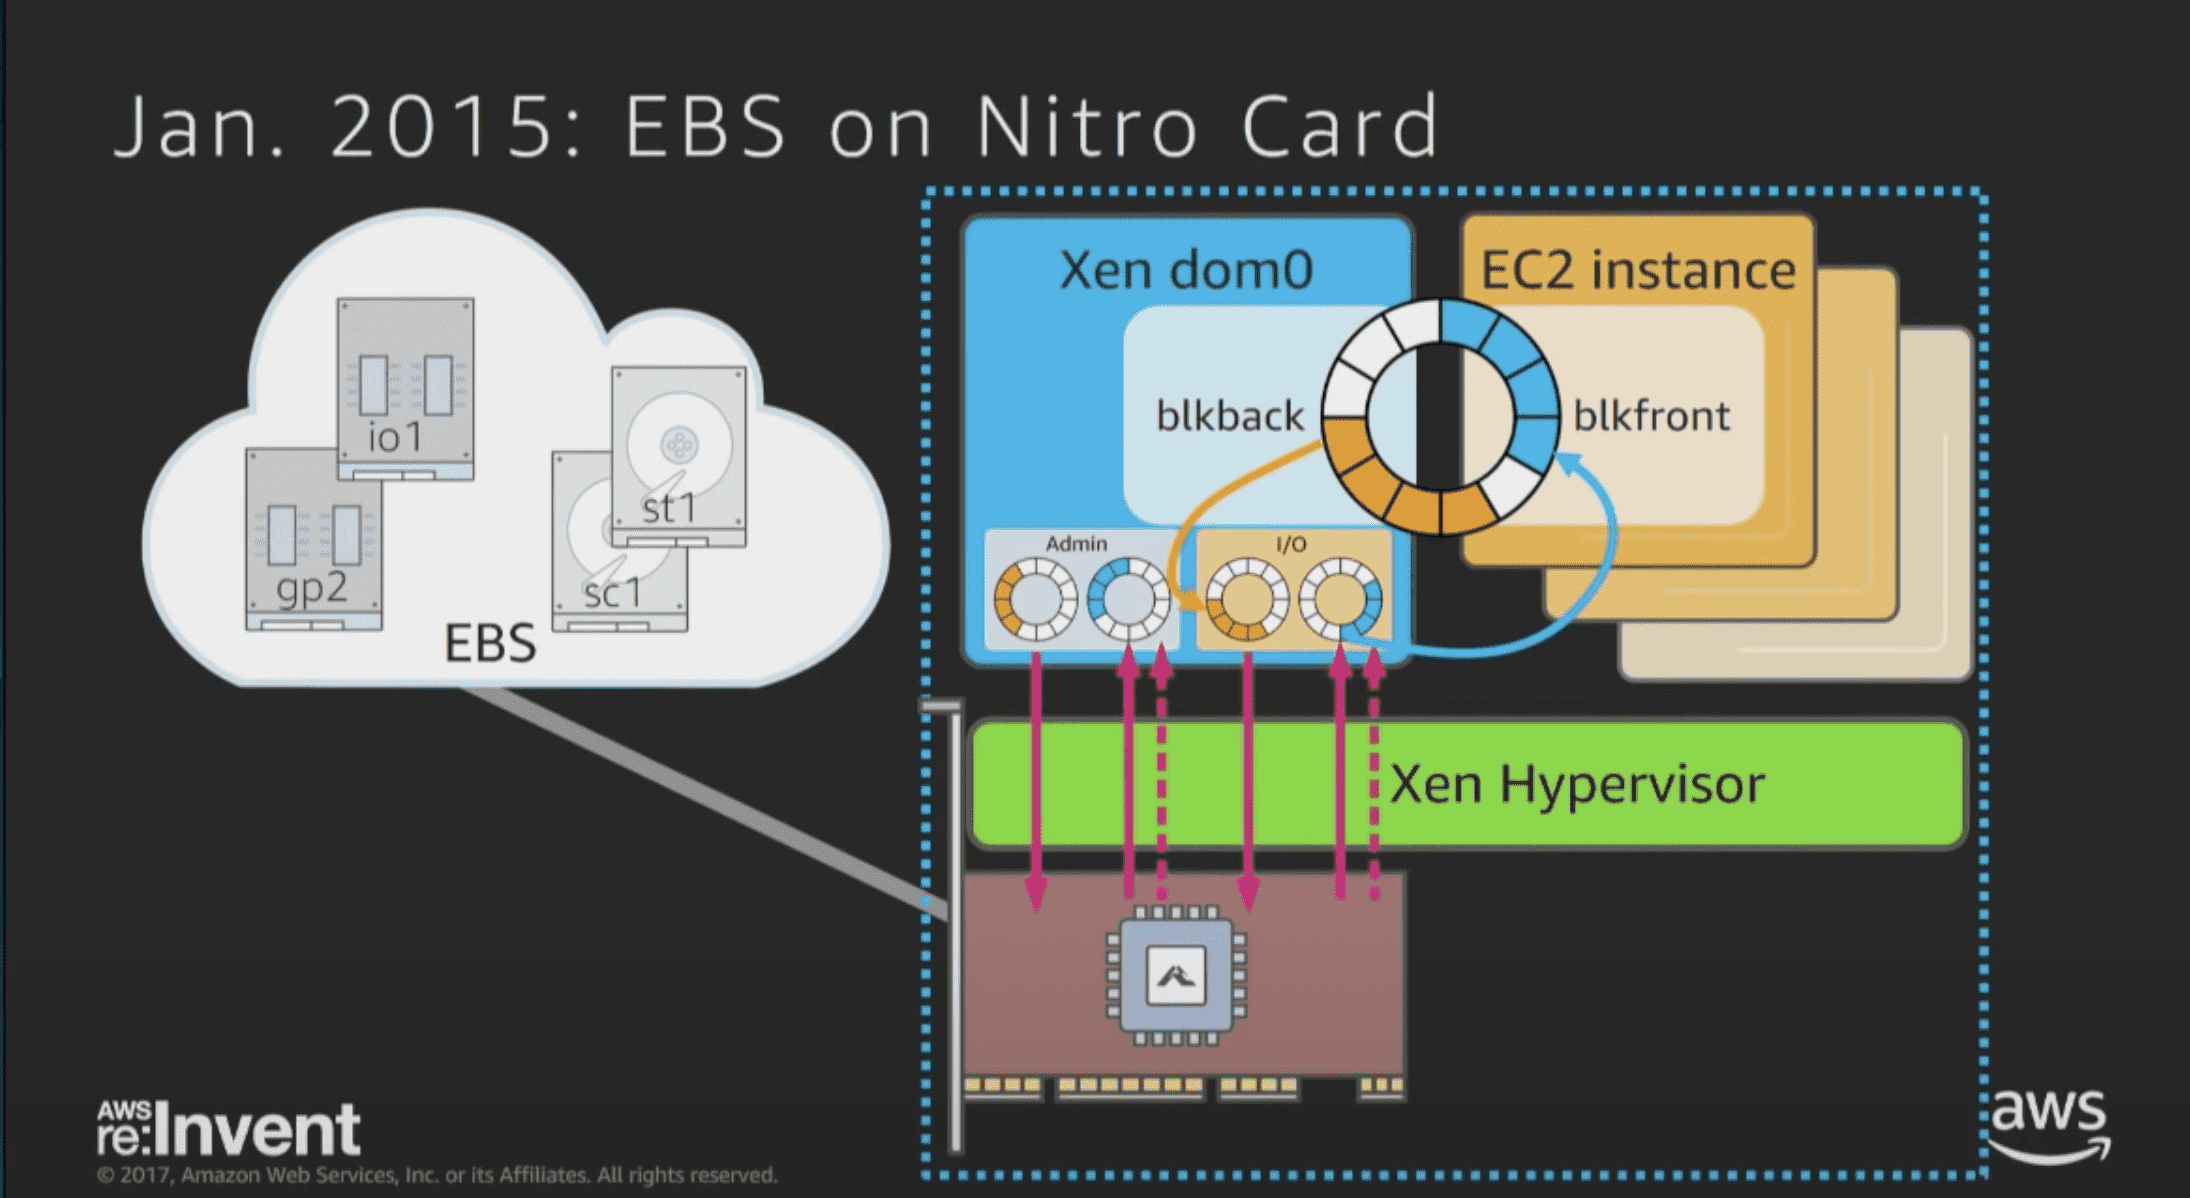 Jan. 2015: EBS on Nitro Card
io1
gp2
st1
sc1
EBS
Xen dom0
EC2 instance
blkback
blkfront
Admin
I/O
Xen Hypervisor
AWS
re:Invent
© 2017, Amazon Web Services, Inc. or its Affiliates. All rights reserved.
aws